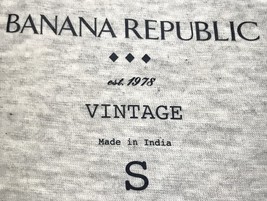 BANANA REPUBLIC
est. 1978
VINTAGE
Made in India
S